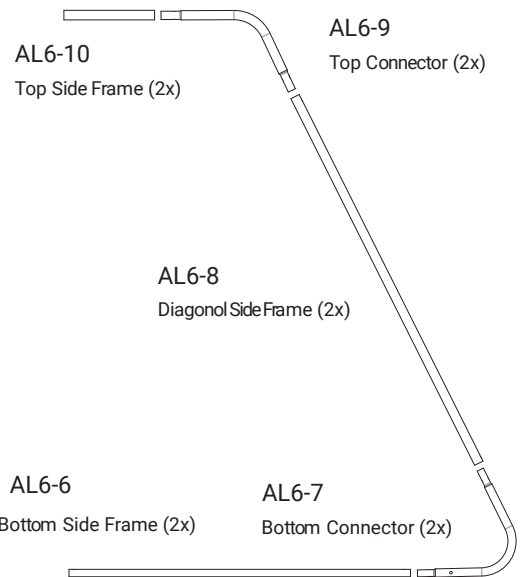 AL6-9
Top Connector (2x)
AL6-10
Top Side Frame (2x)
AL6-8
Diagonol Side Frame (2x)
AL6-6
Bottom Side Frame (2x)
AL6-7
Bottom Connector (2x)